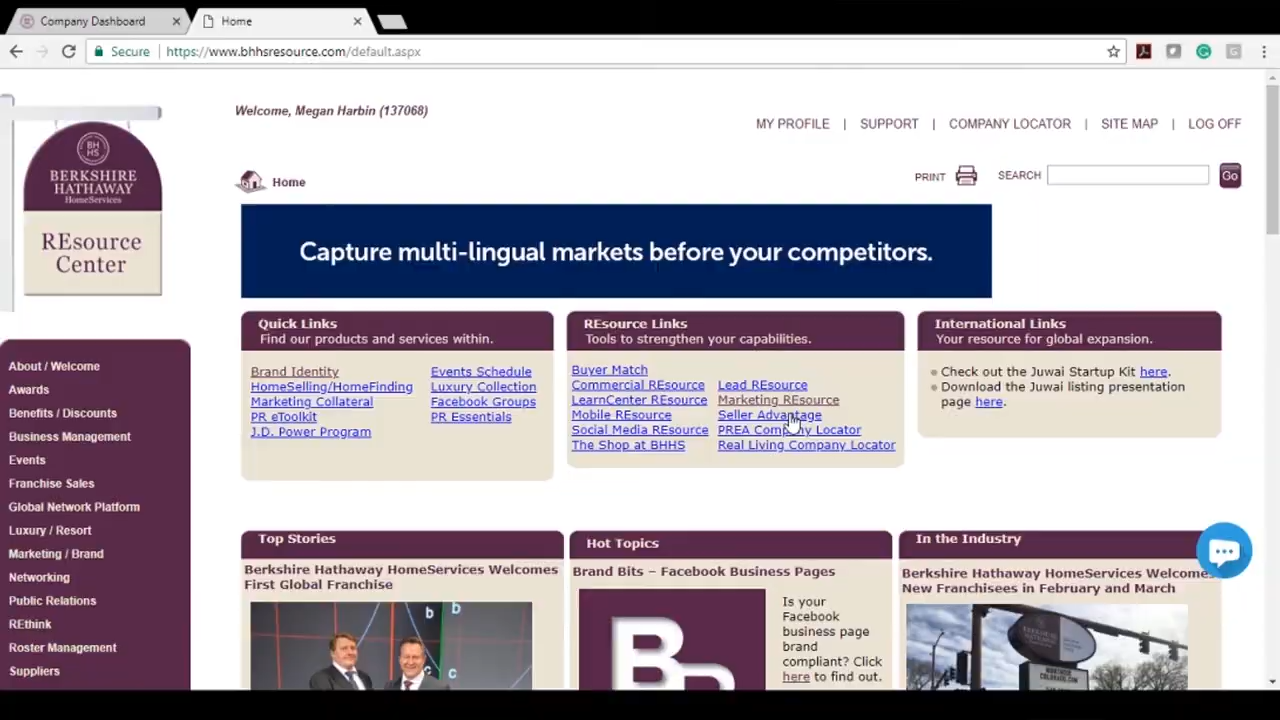 Company Dashboard
Home
Secure
https://www.bhhsresource.com/default.aspx
Welcome, Megan Harbin (137068)
MY PROFILE | SUPPORT | COMPANY LOCATOR | SITE MAP | LOG OFF
BH
HS
BERKSHIRE
HATHAWAY
HomeServices
REsource
Center
Home
PRINT
SEARCH
Go
Capture multi-lingual markets before your competitors.
Quick Links
Find our products and services within.
Brand Identity
HomeSelling/HomeFinding
Marketing Collateral
PR eToolkit
J.D. Power Program
Events Schedule
Luxury Collection
Facebook Groups
PR Essentials
REsource Links
Tools to strengthen your capabilities.
Buyer Match
Commercial REsource
LearnCenter REsource
Mobile REsource
Social Media REsource
The Shop at BHHS
Lead REsource
Marketing REsource
Seller Advantage
PREA Company Locator
Real Living Company Locator
International Links
Your resource for global expansion.
Check out the Juwai Startup Kit here.
Download the Juwai listing presentation
page here.
About / Welcome
Awards
Benefits / Discounts
Business Management
Events
Franchise Sales
Global Network Platform
Luxury / Resort
Marketing / Brand
Networking
Public Relations
REthink
Roster Management
Suppliers
Top Stories
Berkshire Hathaway HomeServices Welcomes
First Global Franchise
b b
c c
Hot Topics
Brand Bits – Facebook Business Pages
Is your
Facebook
business page
brand
compliant? Click
here to find out.
In the Industry
Berkshire Hathaway HomeServices Welcomes
New Franchisees in February and March